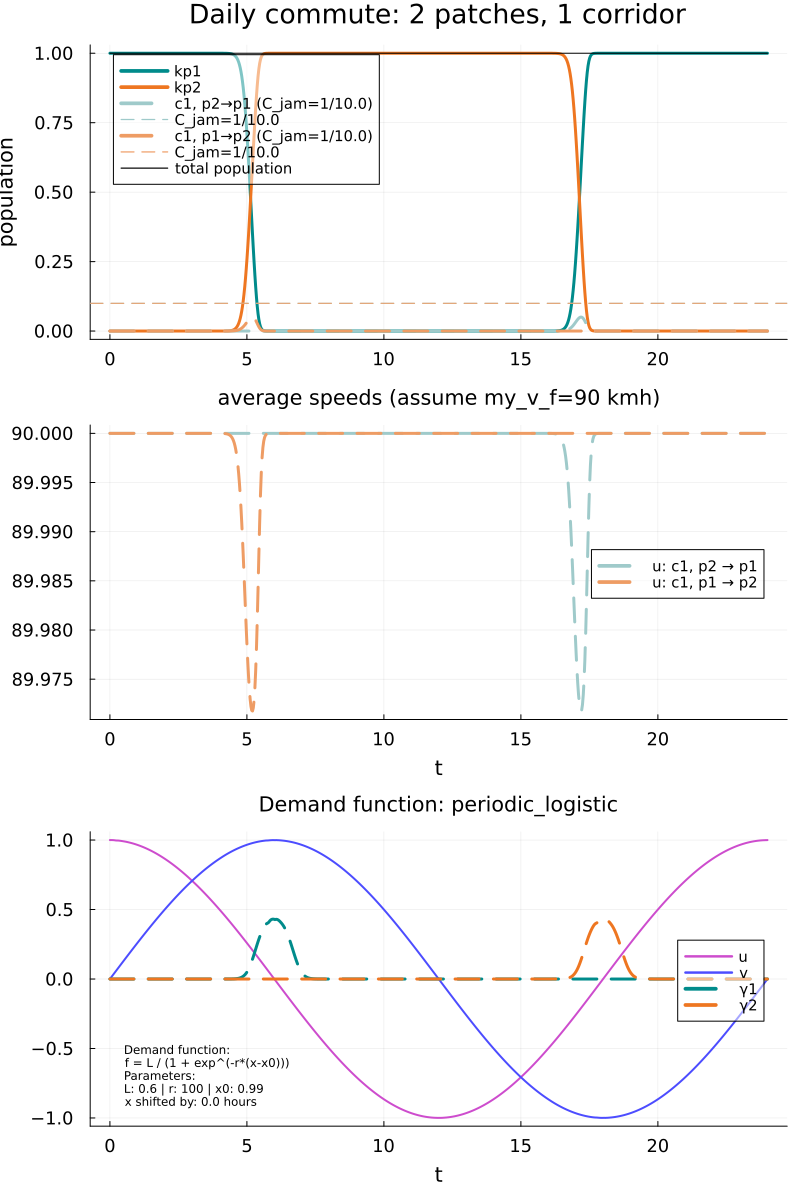 Daily commute: 2 patches, 1 corridor
population
1.00
0.75
0.50
0.25
0.00
kp1
kp2
c1, p2→p1 (C_jam=1/10.0)
C_jam=1/10.0
c1, p1→p2 (C_jam=1/10.0)
C_jam=1/10.0
total population
0 5 10 15 20
average speeds (assume my_v_f=90 kmh)
90.000
89.995
89.990
89.985
89.980
89.975
u: c1, p2 → p1
u: c1, p1 → p2
0 5 10 15 20
t
Demand function: periodic_logistic
1.0
0.5
0.0
−0.5
−1.0
u
v
γ1
γ2
Demand function:
f = L / (1 + exp^(-r*(x-x0)))
Parameters:
L: 0.6 | r: 100 | x0: 0.99
x shifted by: 0.0 hours
0 5 10 15 20
t